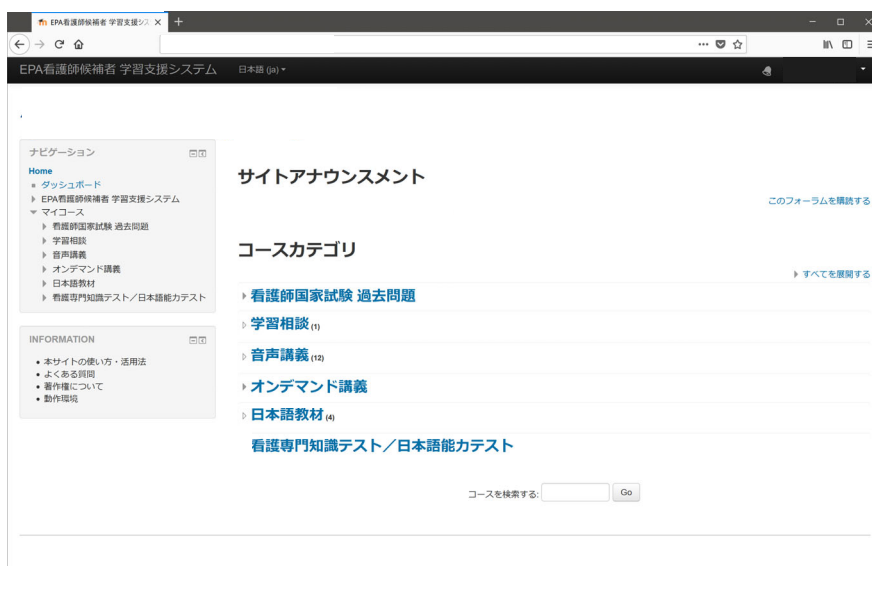 EPA看護師候補者 学習支援シス
EPA看護師候補者 学習支援システム 日本語 (ja)
ナビゲーション
Home
ダッシュボード
EPA看護師候補者 学習支援システム
マイコース
看護師国家試験 過去問題
学習相談
音声講義
オンデマンド講義
日本語教材
看護専門知識テスト／日本語能力テスト
INFORMATION
本サイトの使い方・活用法
よくある質問
著作権について
動作環境
サイトアナウンスメント
このフォーラムを購読する
コースカテゴリ
すべてを展開する
看護師国家試験 過去問題
学習相談 (1)
音声講義 (12)
オンデマンド講義
日本語教材 (4)
看護専門知識テスト／日本語能力テスト
コースを検索する: Go